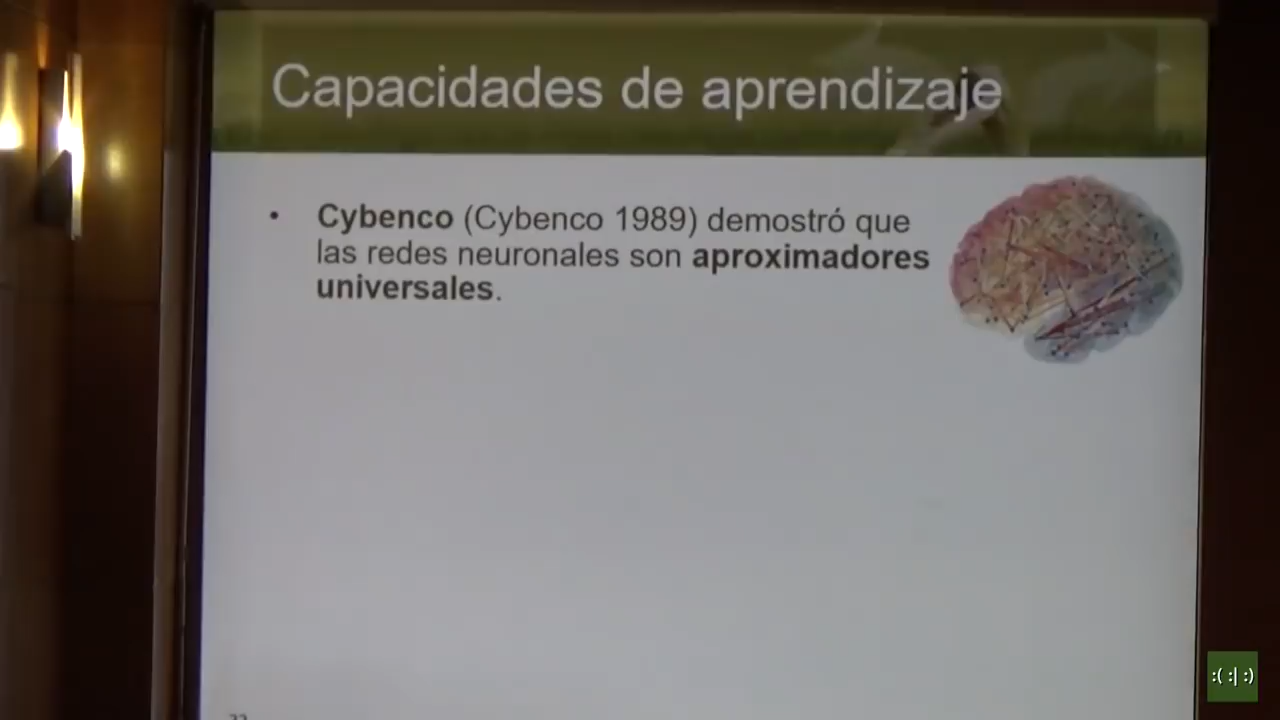 Capacidades de aprendizaje
• Cybenco (Cybenco 1989) demostró que
las redes neuronales son aproximadores
universales.
:( :| :)